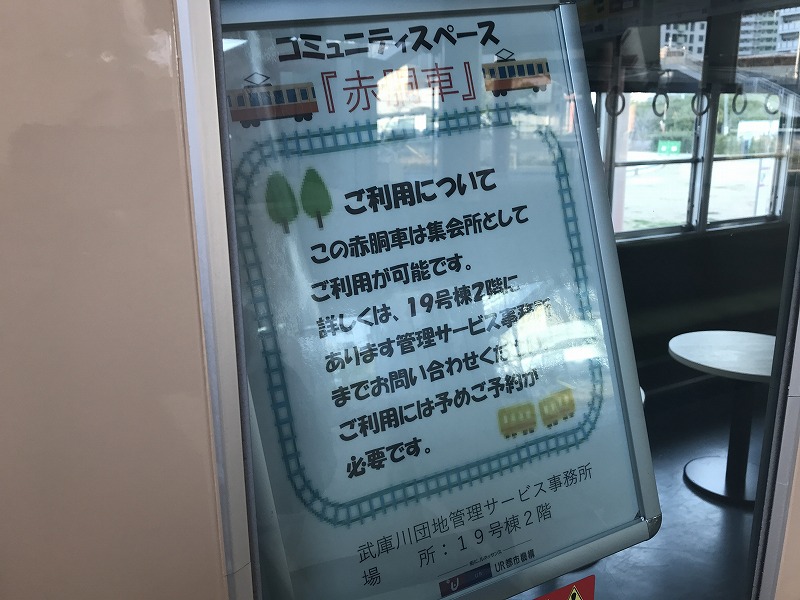 コミュニティスペース
『赤胴車』
ご利用について
この赤胴車は集会所として
ご利用が可能です。
詳しくは、19号棟2階に
あります管理サービス事務所
までお問い合わせくだ
ご利用には予めご予約が
必要です。
武庫川団地管理サービス事務所
場　　所：１９号棟２階
UR都市機構